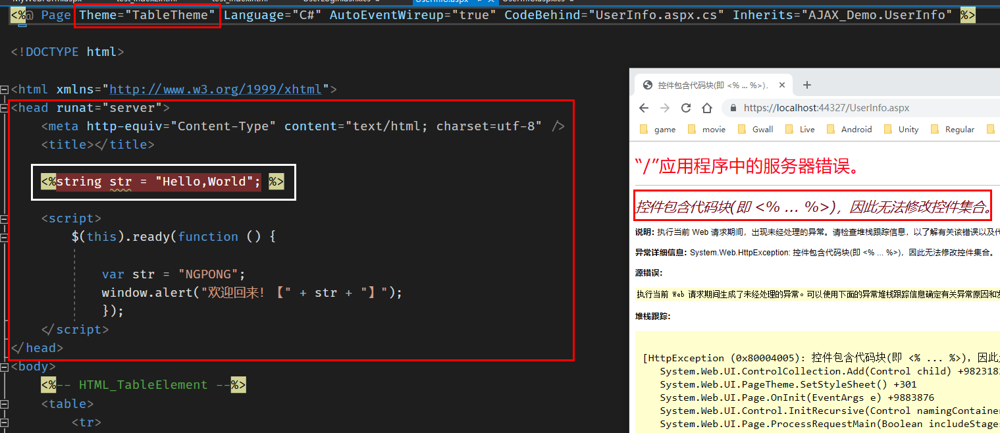 UserInfo.aspx
<%@ Page Theme="TableTheme" Language="C#" AutoEventWireup="true" CodeBehind="UserInfo.aspx.cs" Inherits="AJAX_Demo.UserInfo" %>
<!DOCTYPE html>
<html xmlns="http://www.w3.org/1999/xhtml">
<head runat="server">
<meta http-equiv="Content-Type" content="text/html; charset=utf-8" />
<title></title>
<%string str = "Hello,World"; %>
<script>
$(this).ready(function () {
var str = "NGPONG";
window.alert("欢迎回来! 【" + str + "】");
});
</script>
</head>
<body>
<%-- HTML_TableElement --%>
<table>
<tr>
控件包含代码块(即 <% ... %>),
https://localhost:44327/UserInfo.aspx
game movie Gwall Live Android Unity Regular
“/”应用程序中的服务器错误。
控件包含代码块(即 <% ... %>),因此无法修改控件集合。
说明: 执行当前 Web 请求期间,出现未经处理的异常。请检查堆栈跟踪信息,以了解有关该错误以及代
异常详细信息: System.Web.HttpException: 控件包含代码块(即 <% ... %>),因此无法修改控件集合。
源错误:
执行当前 Web 请求期间生成了未经处理的异常。可以使用下面的异常堆栈跟踪信息确定有关异常原因和发
堆栈跟踪:
[HttpException (0x80004005): 控件包含代码块(即 <% ... %>),因此
System.Web.UI.ControlCollection.Add(Control child) +982318
System.Web.UI.PageTheme.SetStyleSheet() +301
System.Web.UI.Page.OnInit(EventArgs e) +9883876
System.Web.UI.Control.InitRecursive(Control namingContainer
System.Web.UI.Page.ProcessRequestMain(Boolean includeStages